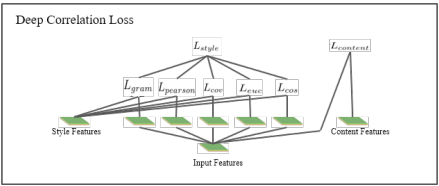 Deep Correlation Loss
L_style
L_content
L_gram L_pearson L_cov L_euc L_cos
Style Features
Content Features
Input Features